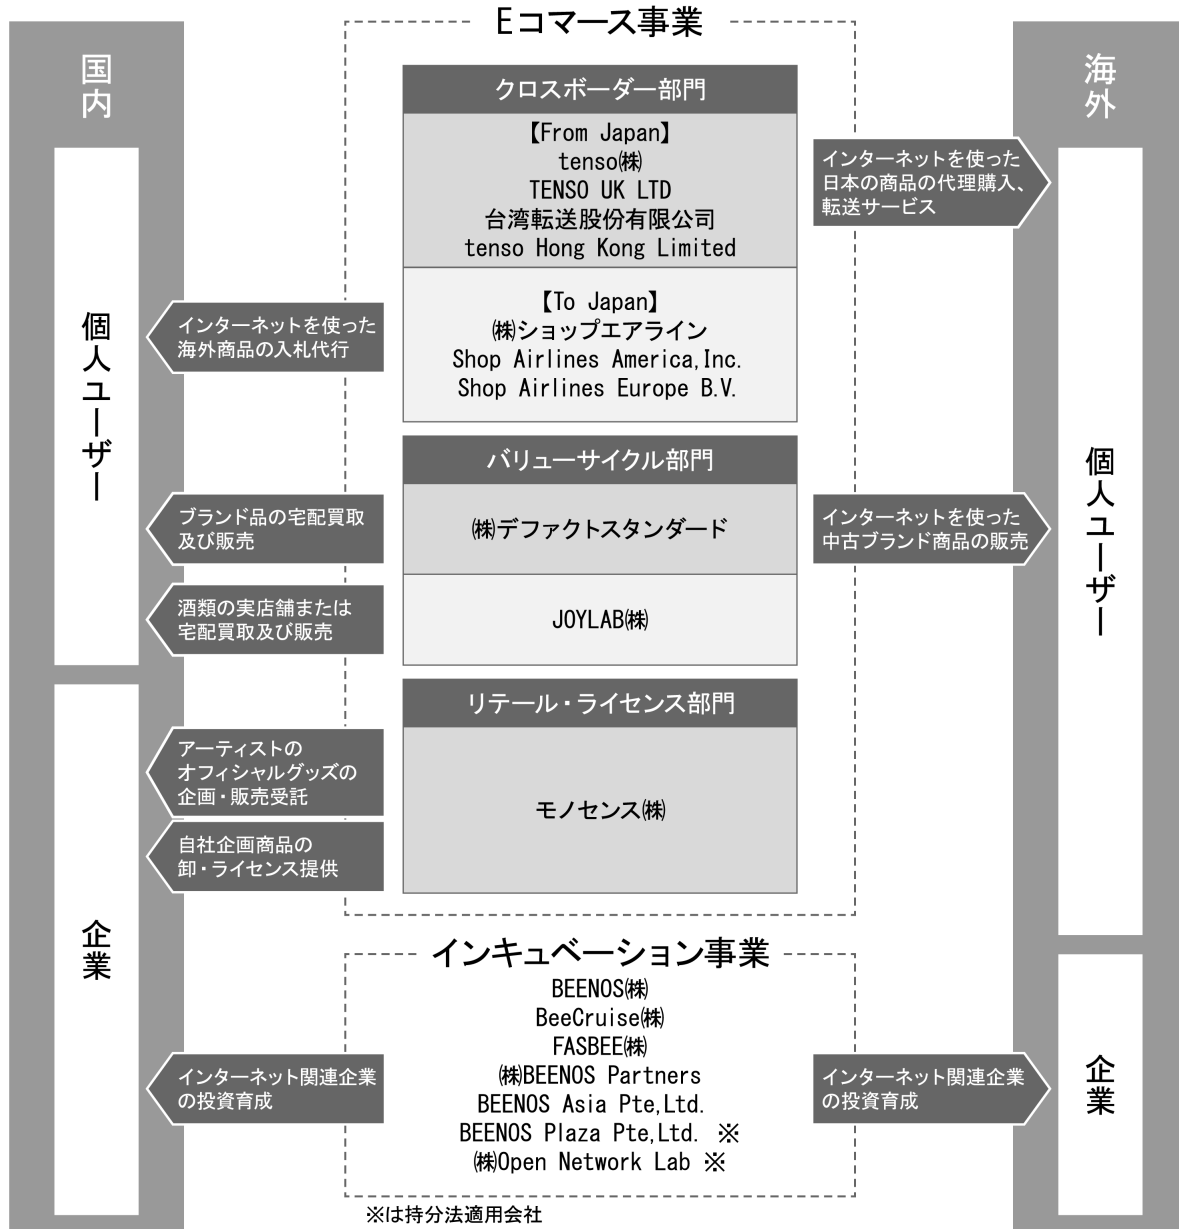 Eコマース事業
国内
海外
クロスボーダー部門
【From Japan】
tenso㈱
TENSO UK LTD
台湾転送股份有限公司
tenso Hong Kong Limited
インターネットを使った
日本の商品の代理購入、
転送サービス
【To Japan】
㈱ショップエアライン
Shop Airlines America,Inc.
Shop Airlines Europe B.V.
インターネットを使った
海外商品の入札代行
個人ユーザー
個人ユーザー
バリューサイクル部門
㈱デファクトスタンダード
ブランド品の宅配買取
及び販売
インターネットを使った
中古ブランド商品の販売
JOYLAB㈱
酒類の実店舗または
宅配買取及び販売
リテール・ライセンス部門
モノセンス㈱
アーティストの
オフィシャルグッズの
企画・販売受託
自社企画商品の
卸・ライセンス提供
企業
インキュベーション事業
BEENOS㈱
BeeCruise㈱
FASBEE㈱
㈱BEENOS Partners
BEENOS Asia Pte,Ltd.
BEENOS Plaza Pte,Ltd. ※
㈱Open Network Lab ※
インターネット関連企業
の投資育成
インターネット関連企業
の投資育成
企業
※は持分法適用会社